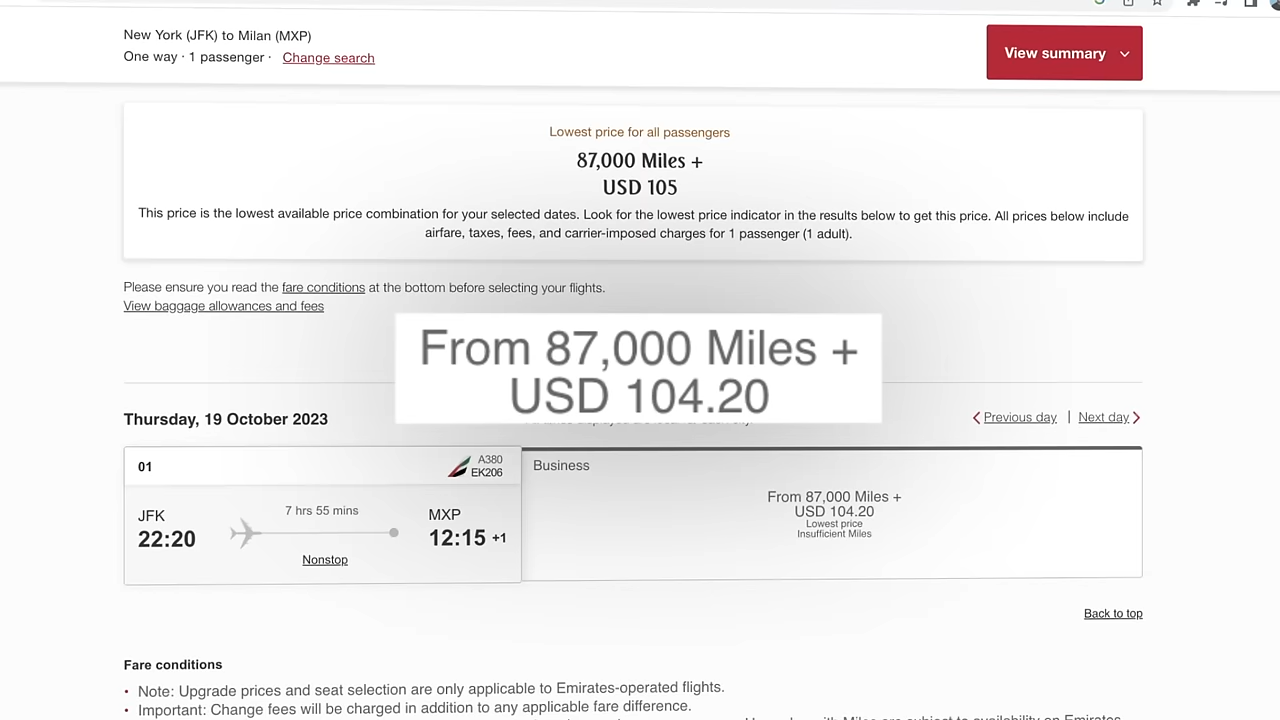 New York (JFK) to Milan (MXP)
One way · 1 passenger ·
Change search
View summary
Lowest price for all passengers
87,000 Miles +
USD 105
This price is the lowest available price combination for your selected dates. Look for the lowest price indicator in the results below to get this price. All prices below include
airfare, taxes, fees, and carrier-imposed charges for 1 passenger (1 adult).
Please ensure you read the fare conditions at the bottom before selecting your flights.
View baggage allowances and fees
From 87,000 Miles +
USD 104.20
Thursday, 19 October 2023
Previous day | Next day
01
A380
EK206
JFK
22:20
7 hrs 55 mins
Nonstop
MXP
12:15 +1
Business
From 87,000 Miles +
USD 104.20
Lowest price
Insufficient Miles
Back to top
Fare conditions
• Note: Upgrade prices and seat selection are only applicable to Emirates-operated flights.
• Important: Change fees will be charged in addition to any applicable fare difference.